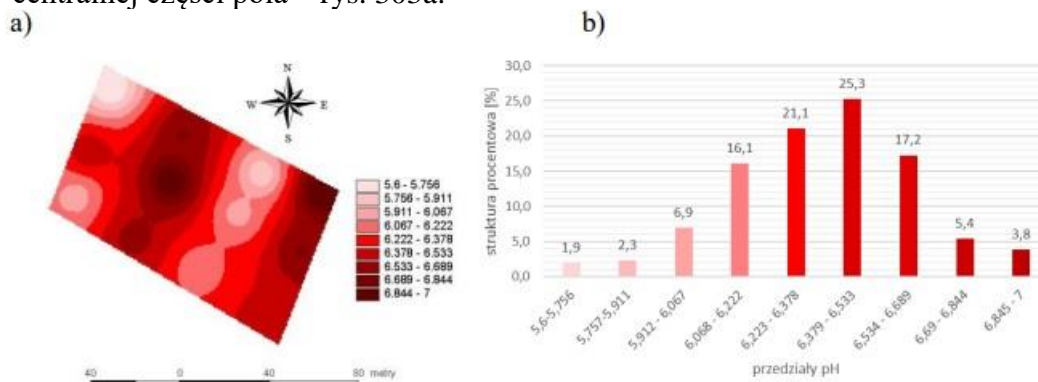 centralnej części pola – rys. 303a.
a)
b)
N
W E
S
5.6 - 5.756
5.756 - 5.911
5.911 - 6.067
6.067 - 6.222
6.222 - 6.378
6.378 - 6.533
6.533 - 6.689
6.689 - 6.844
6.844 - 7
40 0 40 80 metry
struktura procentowa [%]
30,0
25,0
20,0
15,0
10,0
5,0
0,0
1,9
2,3
6,9
16,1
21,1
25,3
17,2
5,4
3,8
5,6-5,756
5,757-5,911
5,912 - 6,067
6,068 - 6,222
6,223 - 6,378
6,379 - 6,533
6,534 - 6,689
6,69 - 6,844
6,845 - 7
przedziały pH